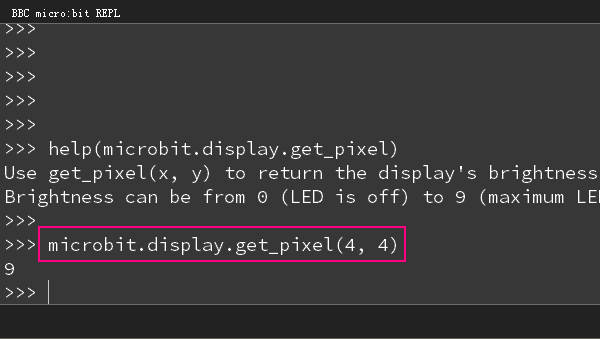 BBC micro:bit REPL
>>>
>>>
>>>
>>>
>>>
>>> help(microbit.display.get_pixel)
Use get_pixel(x, y) to return the display's brightness
Brightness can be from 0 (LED is off) to 9 (maximum LE
>>>
>>> microbit.display.get_pixel(4, 4)
9
>>>